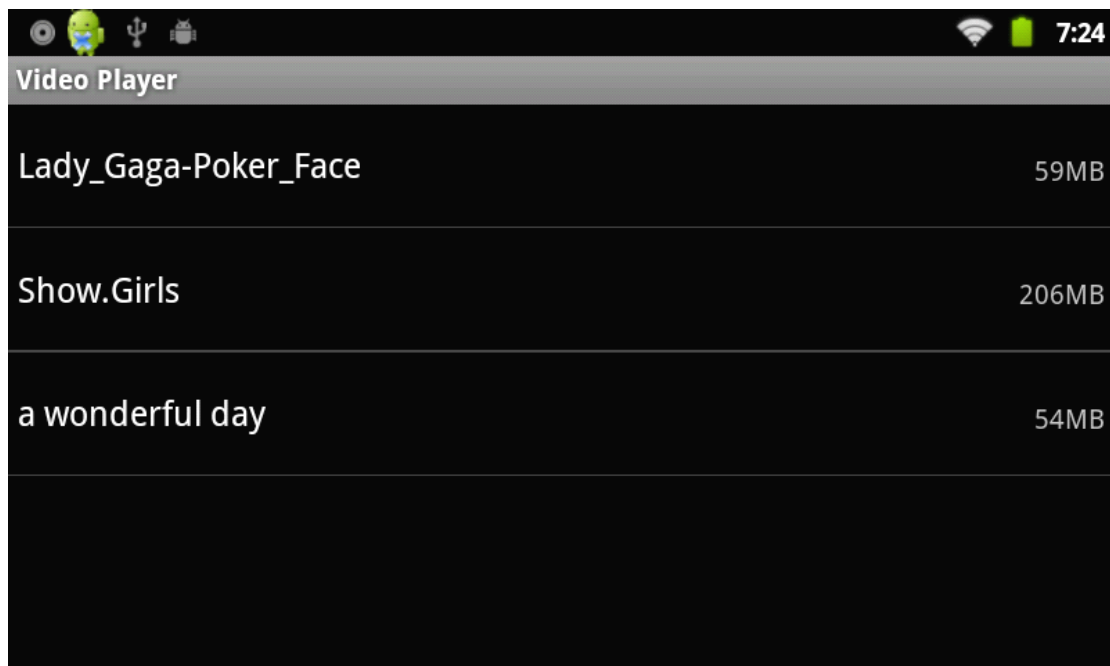 7:24
Video Player
Lady_Gaga-Poker_Face 59MB
Show.Girls 206MB
a wonderful day 54MB